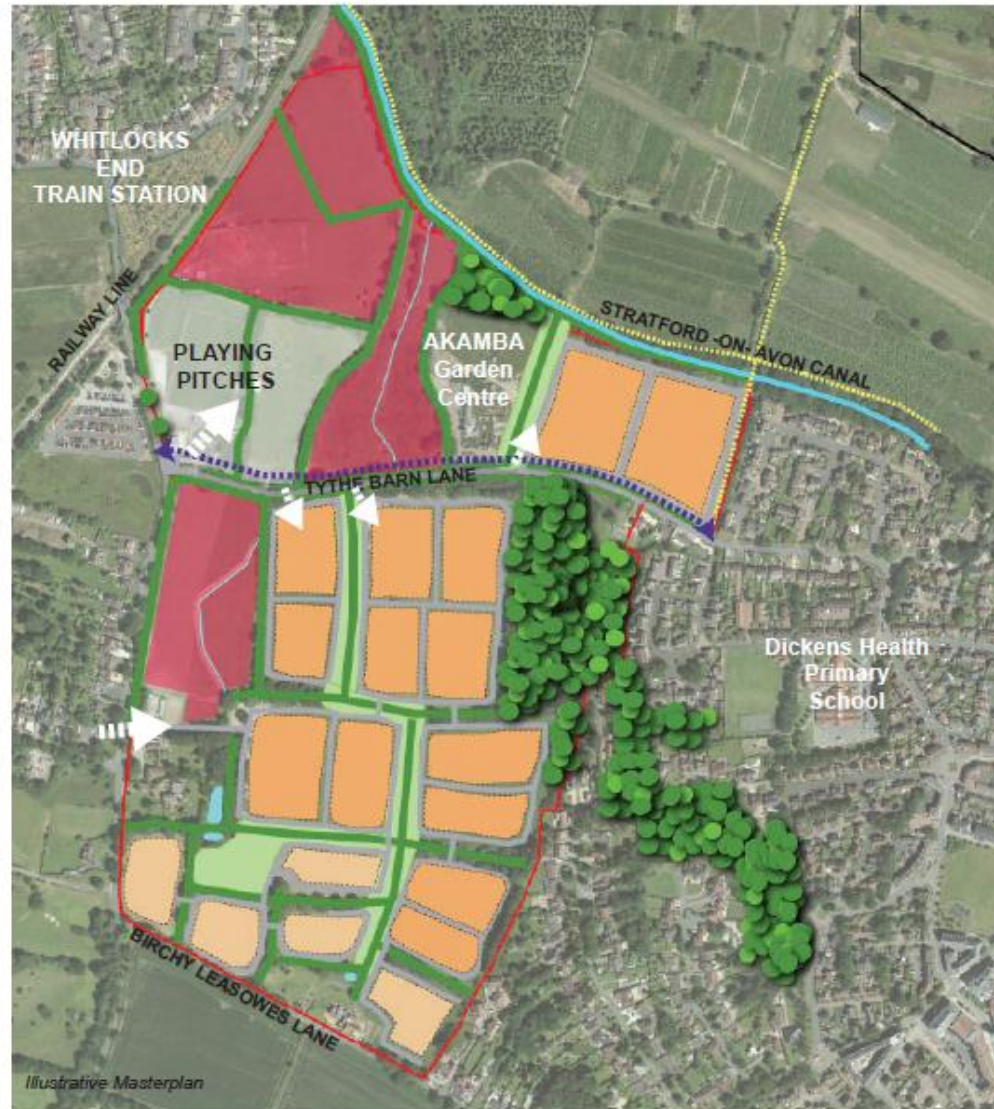 WHITLOCKS
END
TRAIN STATION
RAILWAY LINE
PLAYING
PITCHES
AKAMBA
Garden
Centre
STRATFORD -ON- AVON CANAL
TYTHE BARN LANE
Dickens Health
Primary
School
BIRCHY LEASOWES LANE
Illustrative Masterplan